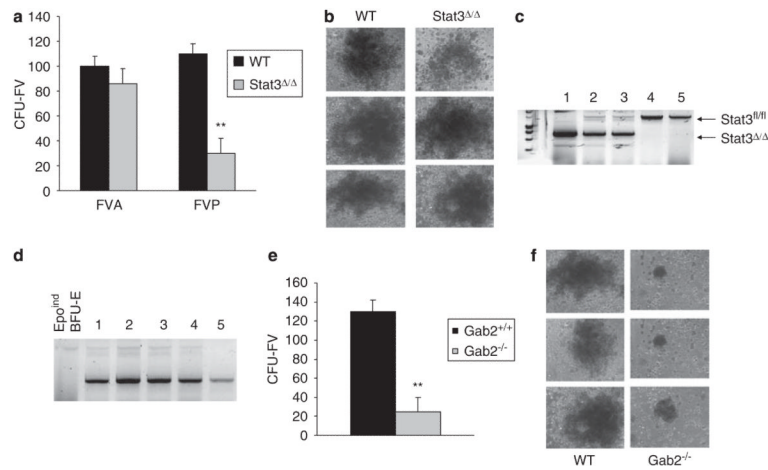 a
140
120
100
80
60
40
20
0
CFU-FV
FVA
FVP
**
WT
Stat3Δ/Δ
b
WT
Stat3Δ/Δ
c
1 2 3 4 5
Stat3fl/fl
Stat3Δ/Δ
d
Epoind
BFU-E
1 2 3 4 5
e
160
140
120
100
80
60
40
20
0
CFU-FV
**
Gab2+/+
Gab2-/-
f
WT
Gab2-/-